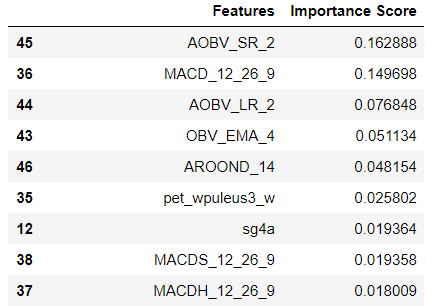 Features Importance Score
45 AOBV_SR_2 0.162888
36 MACD_12_26_9 0.149698
44 AOBV_LR_2 0.076848
43 OBV_EMA_4 0.051134
46 AROOND_14 0.048154
35 pet_wpuleus3_w 0.025802
12 sg4a 0.019364
38 MACDS_12_26_9 0.019358
37 MACDH_12_26_9 0.018009